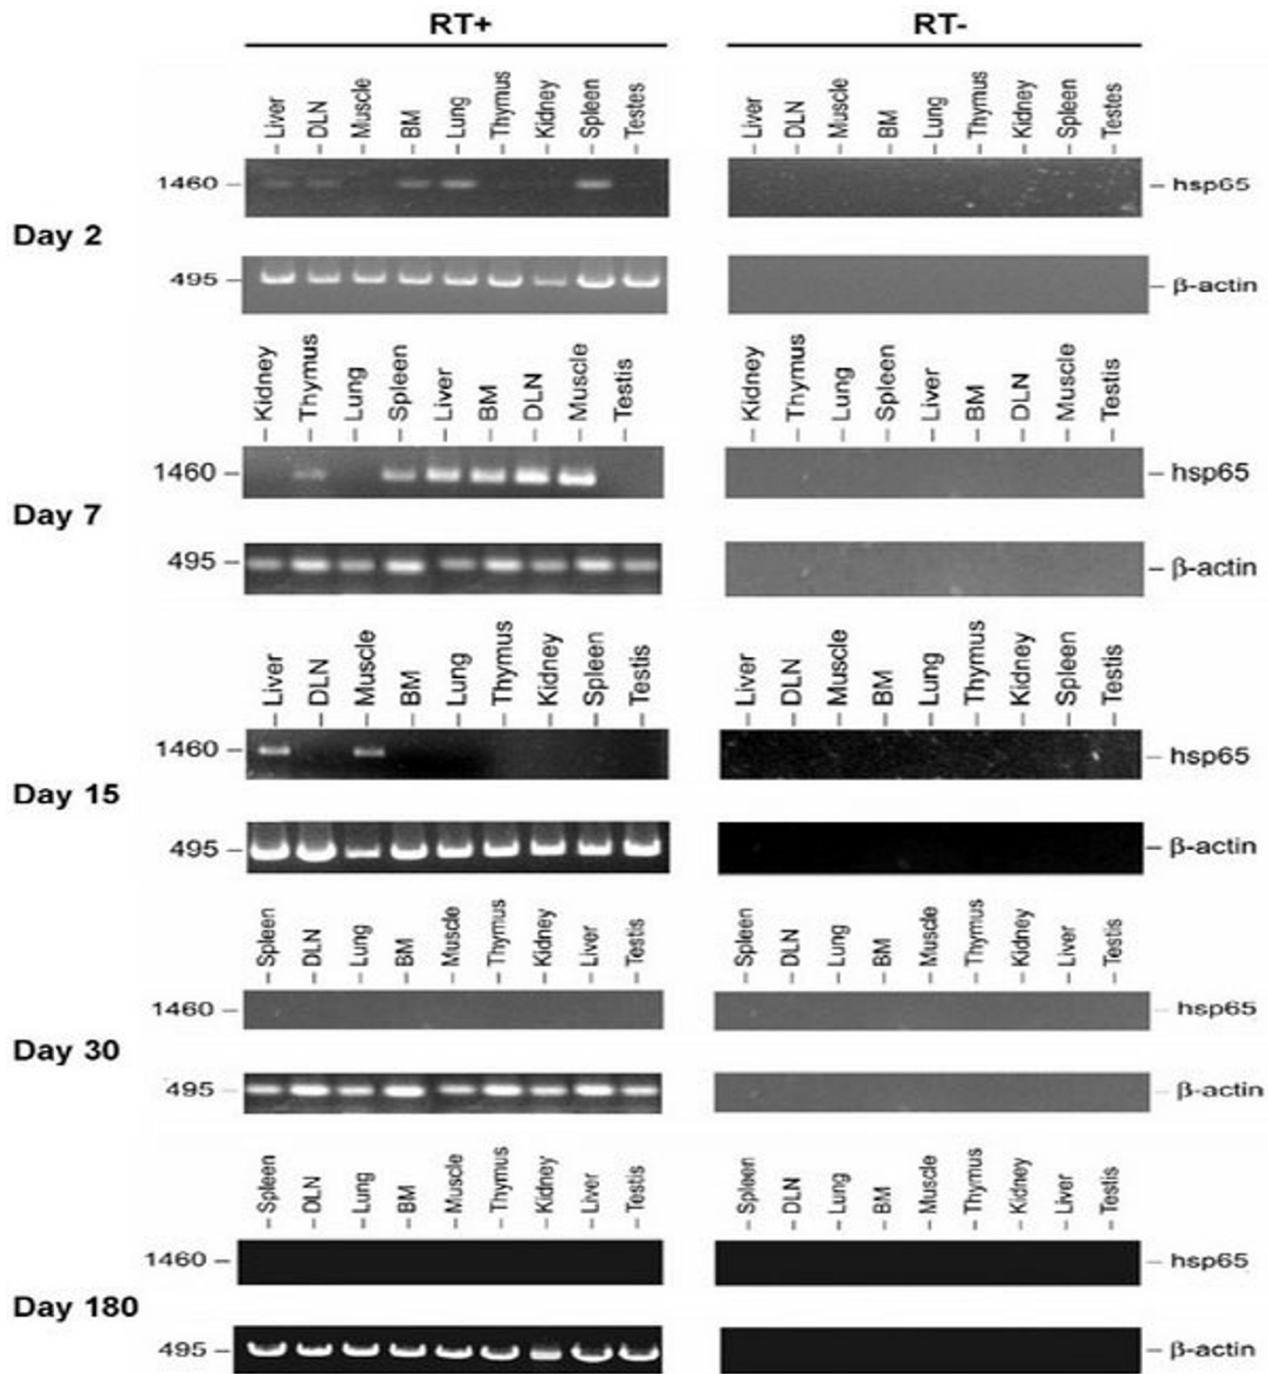 RT+ RT-
Liver DLN Muscle BM Lung Thymus Kidney Spleen Testes Liver DLN Muscle BM Lung Thymus Kidney Spleen Testes
1460 hsp65
Day 2
495 β-actin
Kidney Thymus Lung Spleen Liver BM DLN Muscle Testis Kidney Thymus Lung Spleen Liver BM DLN Muscle Testis
1460 hsp65
Day 7
495 β-actin
Liver DLN Muscle BM Lung Thymus Kidney Spleen Testis Liver DLN Muscle BM Lung Thymus Kidney Spleen Testis
1460 hsp65
Day 15
495 β-actin
Spleen DLN Lung BM Muscle Thymus Kidney Liver Testis Spleen DLN Lung BM Muscle Thymus Kidney Liver Testis
1460 hsp65
Day 30
495 β-actin
Spleen DLN Lung BM Muscle Thymus Kidney Liver Testis Spleen DLN Lung BM Muscle Thymus Kidney Liver Testis
1460 hsp65
Day 180
495 β-actin